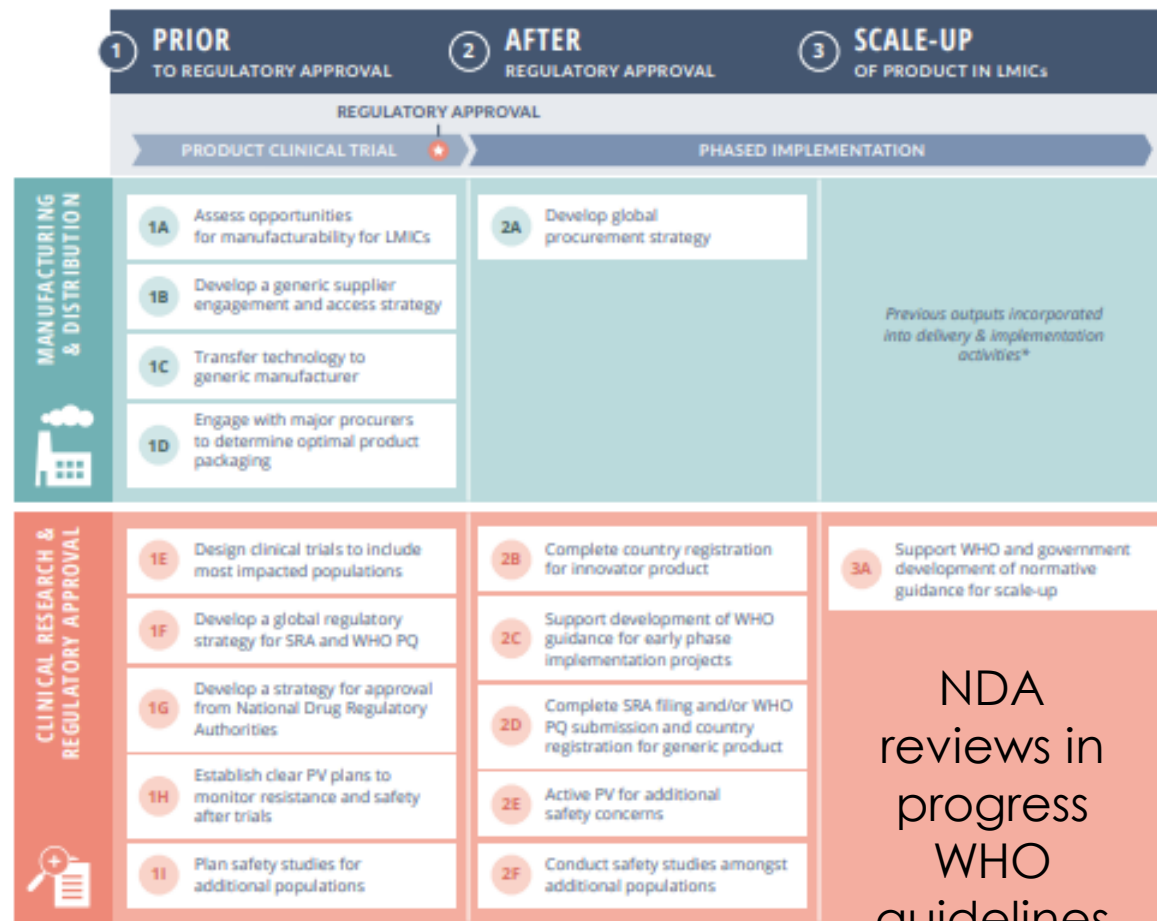 1 PRIOR
TO REGULATORY APPROVAL
2 AFTER
REGULATORY APPROVAL
3 SCALE-UP
OF PRODUCT IN LMICs
REGULATORY APPROVAL
PRODUCT CLINICAL TRIAL
PHASED IMPLEMENTATION
MANUFACTURING
& DISTRIBUTION
1A Assess opportunities
for manufacturability for LMICs
1B Develop a generic supplier
engagement and access strategy
1C Transfer technology to
generic manufacturer
1D Engage with major procurers
to determine optimal product
packaging
2A Develop global
procurement strategy
Previous outputs incorporated
into delivery & implementation
activities*
CLINICAL RESEARCH &
REGULATORY APPROVAL
1E Design clinical trials to include
most impacted populations
1F Develop a global regulatory
strategy for SRA and WHO PQ
1G Develop a strategy for approval
from National Drug Regulatory
Authorities
1H Establish clear PV plans to
monitor resistance and safety
after trials
1I Plan safety studies for
additional populations
2B Complete country registration
for innovator product
2C Support development of WHO
guidance for early phase
implementation projects
2D Complete SRA filing and/or WHO
PQ submission and country
registration for generic product
2E Active PV for additional
safety concerns
2F Conduct safety studies amongst
additional populations
3A Support WHO and government
development of normative
guidance for scale-up
NDA
reviews in
progress
WHO
guidelines